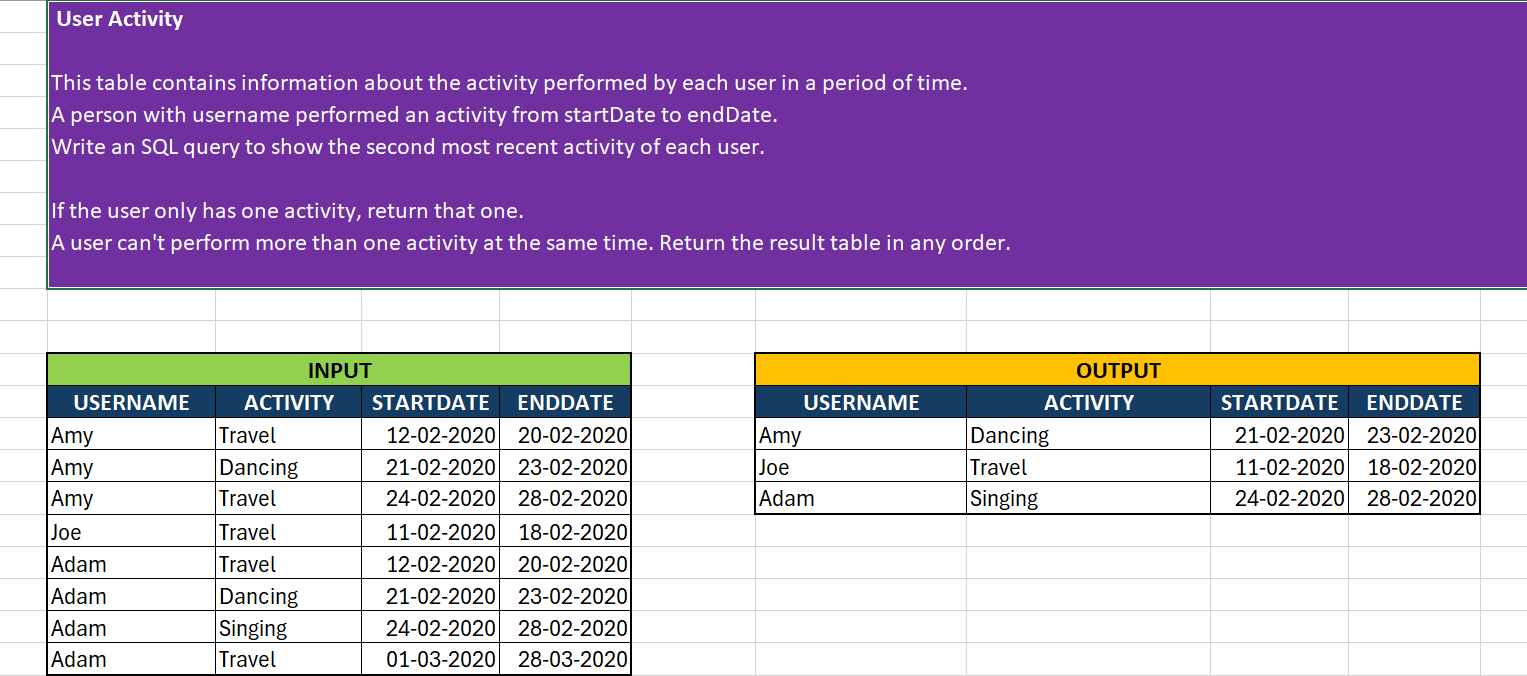 User Activity
This table contains information about the activity performed by each user in a period of time.
A person with username performed an activity from startDate to endDate.
Write an SQL query to show the second most recent activity of each user.
If the user only has one activity, return that one.
A user can't perform more than one activity at the same time. Return the result table in any order.
INPUT
USERNAME ACTIVITY STARTDATE ENDDATE
Amy Travel 12-02-2020 20-02-2020
Amy Dancing 21-02-2020 23-02-2020
Amy Travel 24-02-2020 28-02-2020
Joe Travel 11-02-2020 18-02-2020
Adam Travel 12-02-2020 20-02-2020
Adam Dancing 21-02-2020 23-02-2020
Adam Singing 24-02-2020 28-02-2020
Adam Travel 01-03-2020 28-03-2020
OUTPUT
USERNAME ACTIVITY STARTDATE ENDDATE
Amy Dancing 21-02-2020 23-02-2020
Joe Travel 11-02-2020 18-02-2020
Adam Singing 24-02-2020 28-02-2020